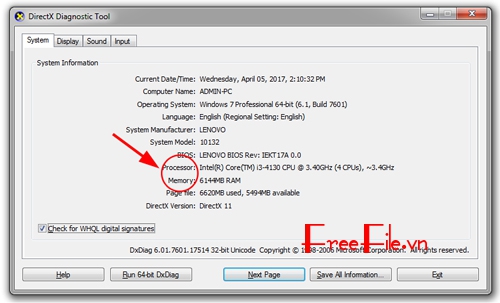 DirectX Diagnostic Tool
System Display Sound Input
System Information
Current Date/Time: Wednesday, April 05, 2017, 2:10:32 PM
Computer Name: ADMIN-PC
Operating System: Windows 7 Professional 64-bit (6.1, Build 7601)
Language: English (Regional Setting: English)
System Manufacturer: LENOVO
System Model: 10132
BIOS: LENOVO BIOS Rev: IEKT17A 0.0
Processor: Intel(R) Core(TM) i3-4130 CPU @ 3.40GHz (4 CPUs), ~3.4GHz
Memory: 6144MB RAM
Page file: 6620MB used, 5494MB available
DirectX Version: DirectX 11
Check for WHQL digital signatures
FreeFile.vn
DxDiag 6.01.7601.17514 32-bit Unicode Copyright © 1998-2006 Microsoft Corporation. All rights reserved.
Help Run 64-bit DxDiag Next Page Save All Information... Exit